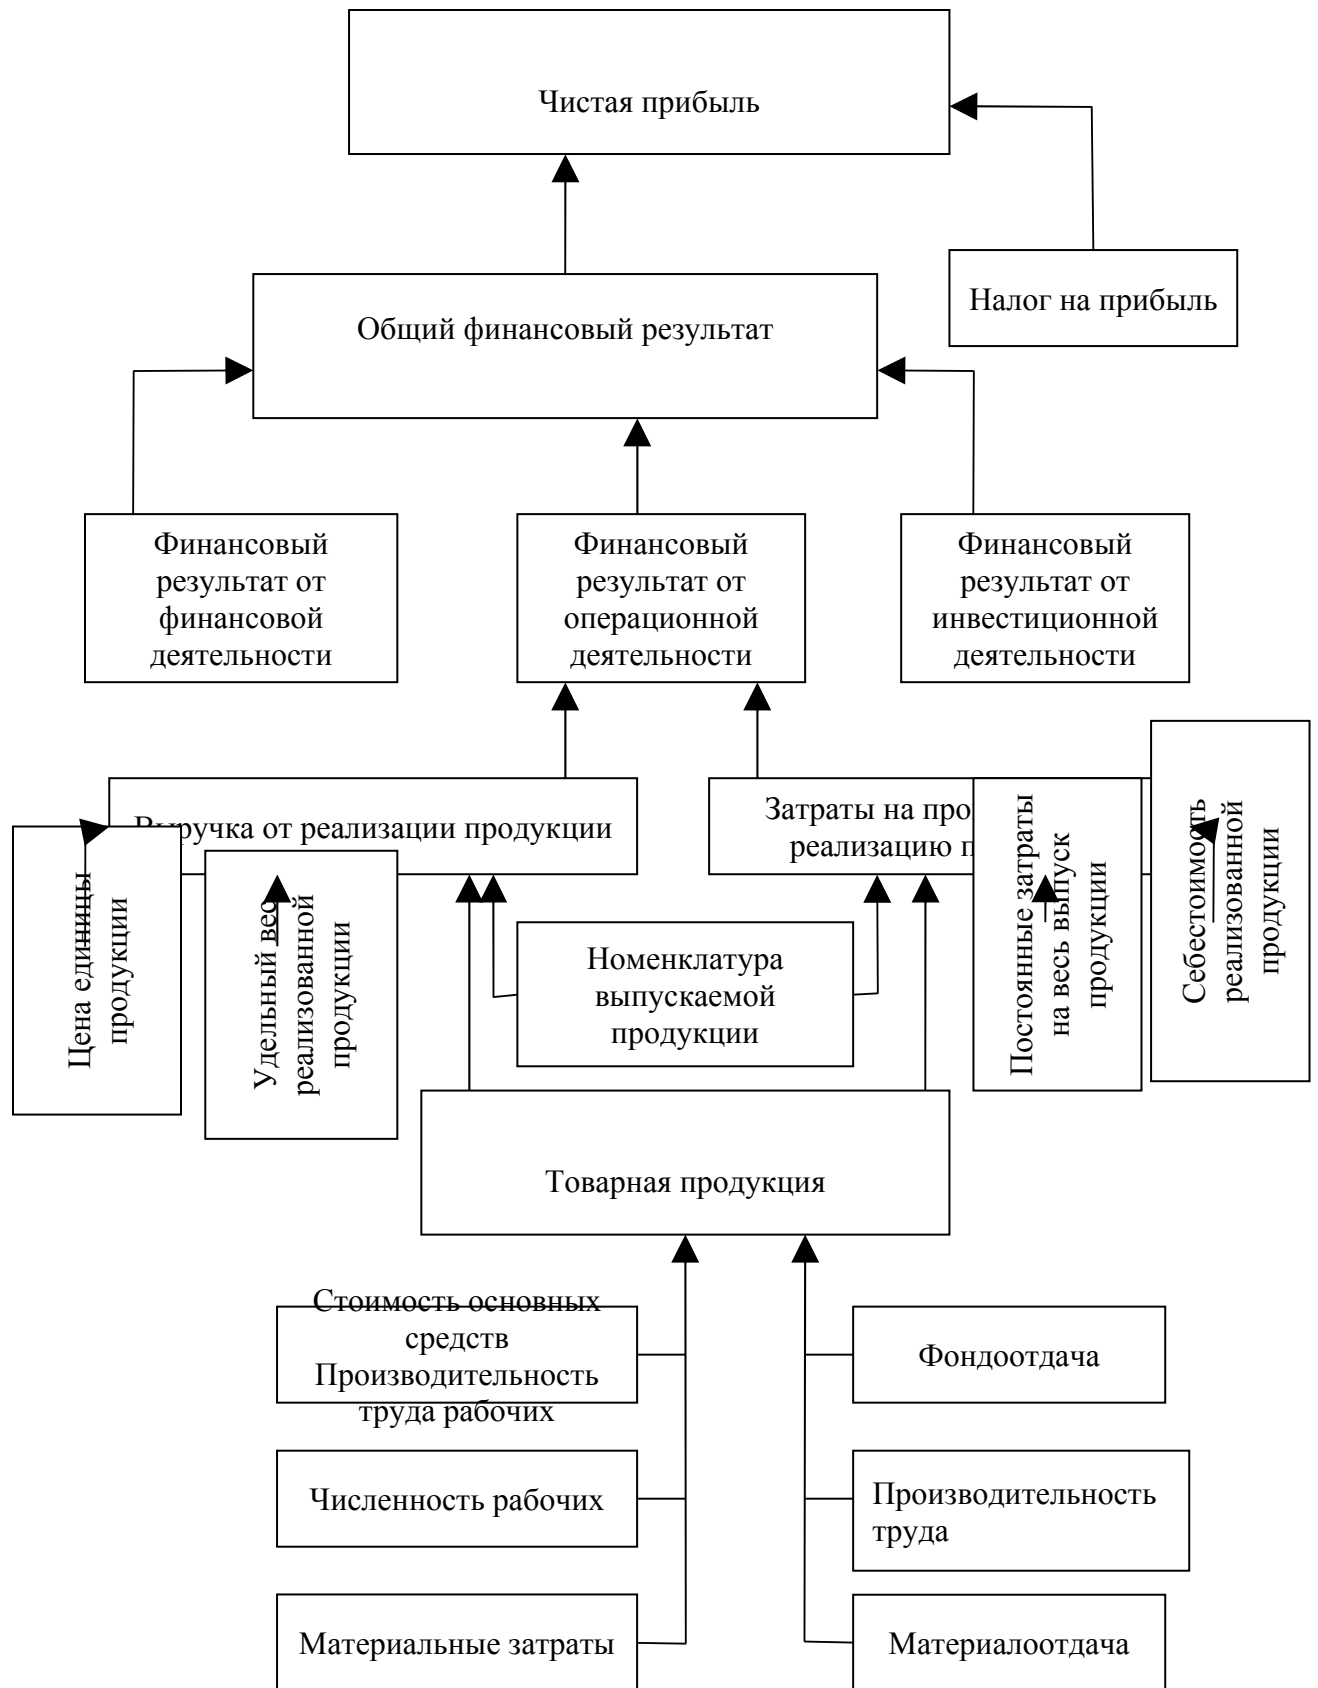 Чистая прибыль
Налог на прибыль
Общий финансовый результат
Финансовый
результат от
финансовой
деятельности
Финансовый
результат от
операционной
деятельности
Финансовый
результат от
инвестиционной
деятельности
Выручка от реализации продукции
Затраты на про
реализацию п
Цена единицы
продукции
Удельный вес
реализованной
продукции
Номенклатура
выпускаемой
продукции
Постоянные затраты
на весь выпуск
продукции
Себестоимость
реализованной
продукции
Товарная продукция
Стоимость основных
средств
Производительность
труда рабочих
Фондоотдача
Численность рабочих
Производительность
труда
Материальные затраты
Материалоотдача